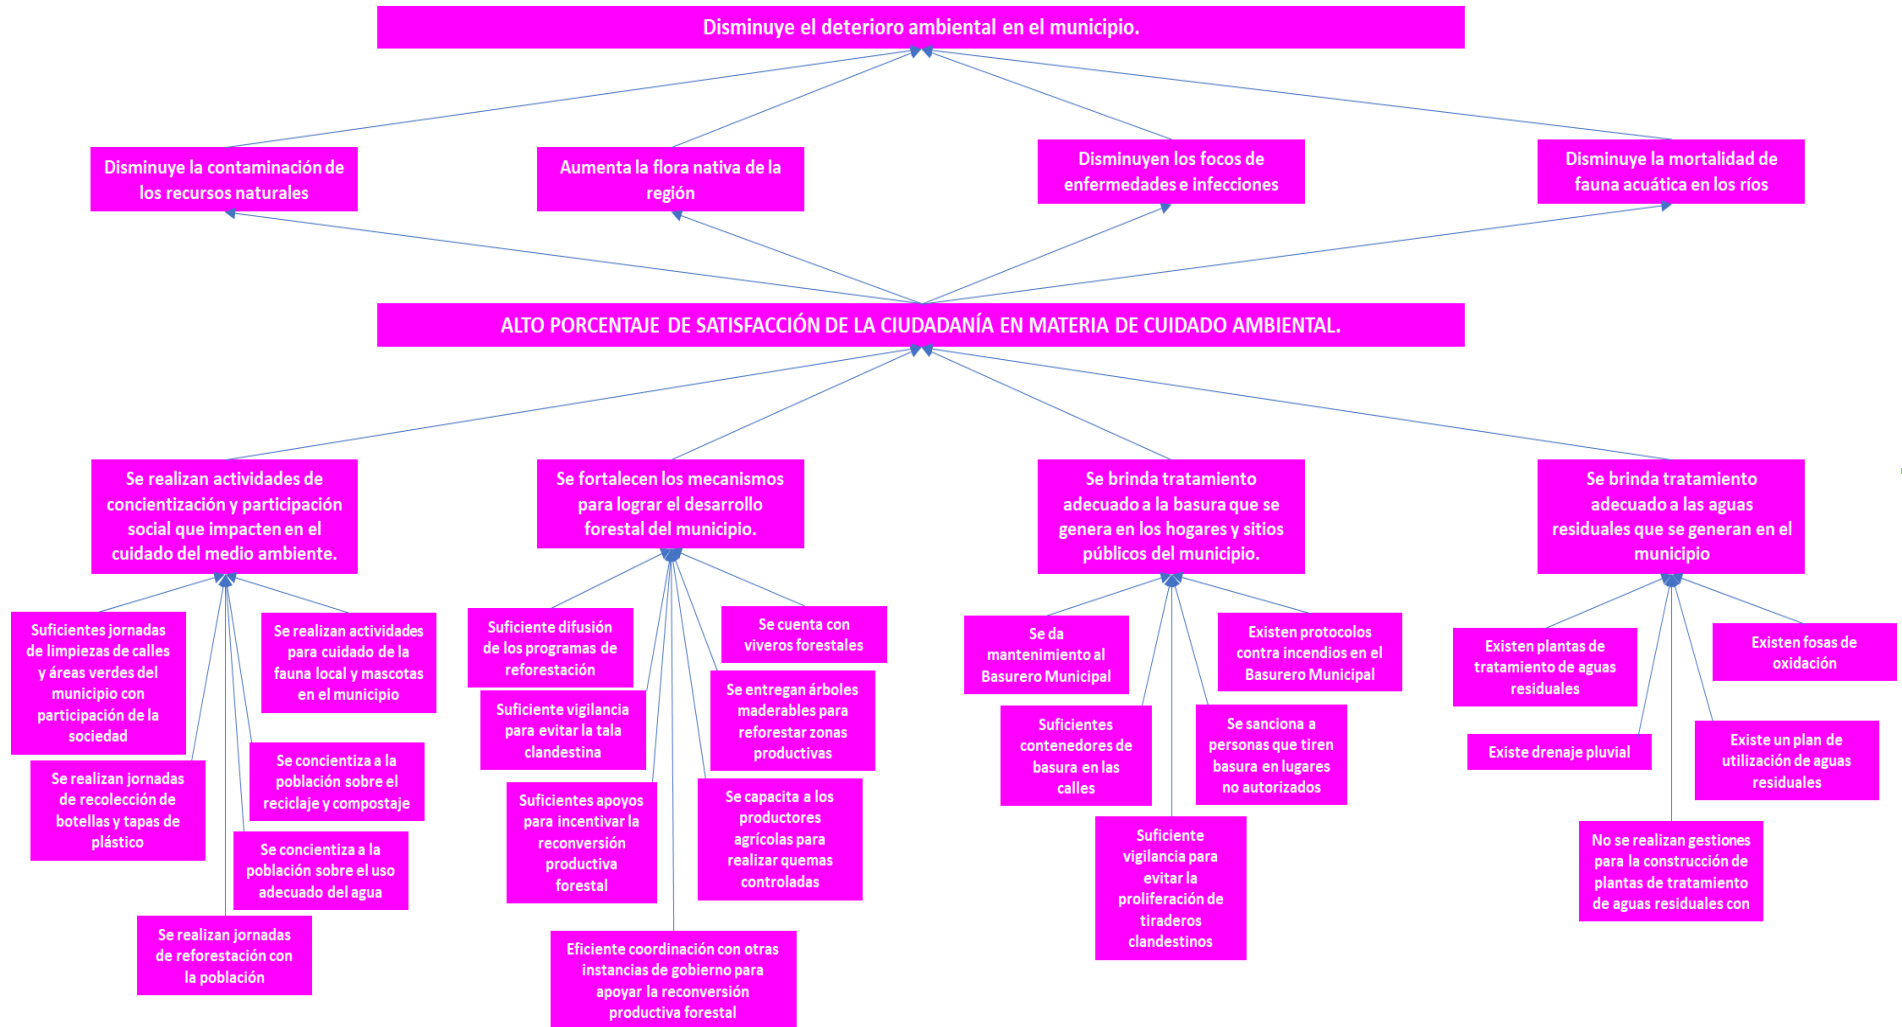 Disminuye el deterioro ambiental en el municipio.
Disminuye la contaminación de
los recursos naturales
Aumenta la flora nativa de la
región
Disminuyen los focos de
enfermedades e infecciones
Disminuye la mortalidad de
fauna acuática en los ríos
ALTO PORCENTAJE DE SATISFACCIÓN DE LA CIUDADANÍA EN MATERIA DE CUIDADO AMBIENTAL.
Se realizan actividades de
concientización y participación
social que impacten en el
cuidado del medio ambiente.
Se fortalecen los mecanismos
para lograr el desarrollo
forestal del municipio.
Se brinda tratamiento
adecuado a la basura que se
genera en los hogares y sitios
públicos del municipio.
Se brinda tratamiento
adecuado a las aguas
residuales que se generan en el
municipio
Suficientes jornadas
de limpiezas de calles
y áreas verdes del
municipio con
participación de la
sociedad
Se realizan actividades
para cuidado de la
fauna local y mascotas
en el municipio
Se realizan jornadas
de recolección de
botellas y tapas de
plástico
Se concientiza a la
población sobre el
reciclaje y compostaje
Se concientiza a la
población sobre el uso
adecuado del agua
Se realizan jornadas
de reforestación con
la población
Suficiente difusión
de los programas de
reforestación
Se cuenta con
viveros forestales
Suficiente vigilancia
para evitar la tala
clandestina
Se entregan árboles
maderables para
reforestar zonas
productivas
Suficientes apoyos
para incentivar la
reconversión
productiva
forestal
Se capacita a los
productores
agrícolas para
realizar quemas
controladas
Eficiente coordinación con otras
instancias de gobierno para
apoyar la reconversión
productiva forestal
Se da
mantenimiento al
Basurero Municipal
Existen protocolos
contra incendios en el
Basurero Municipal
Suficientes
contenedores de
basura en las
calles
Se sanciona a
personas que tiren
basura en lugares
no autorizados
Suficiente
vigilancia para
evitar la
proliferación de
tiraderos
clandestinos
Existen plantas de
tratamiento de aguas
residuales
Existen fosas de
oxidación
Existe drenaje pluvial
Existe un plan de
utilización de aguas
residuales
No se realizan gestiones
para la construcción de
plantas de tratamiento
de aguas residuales con